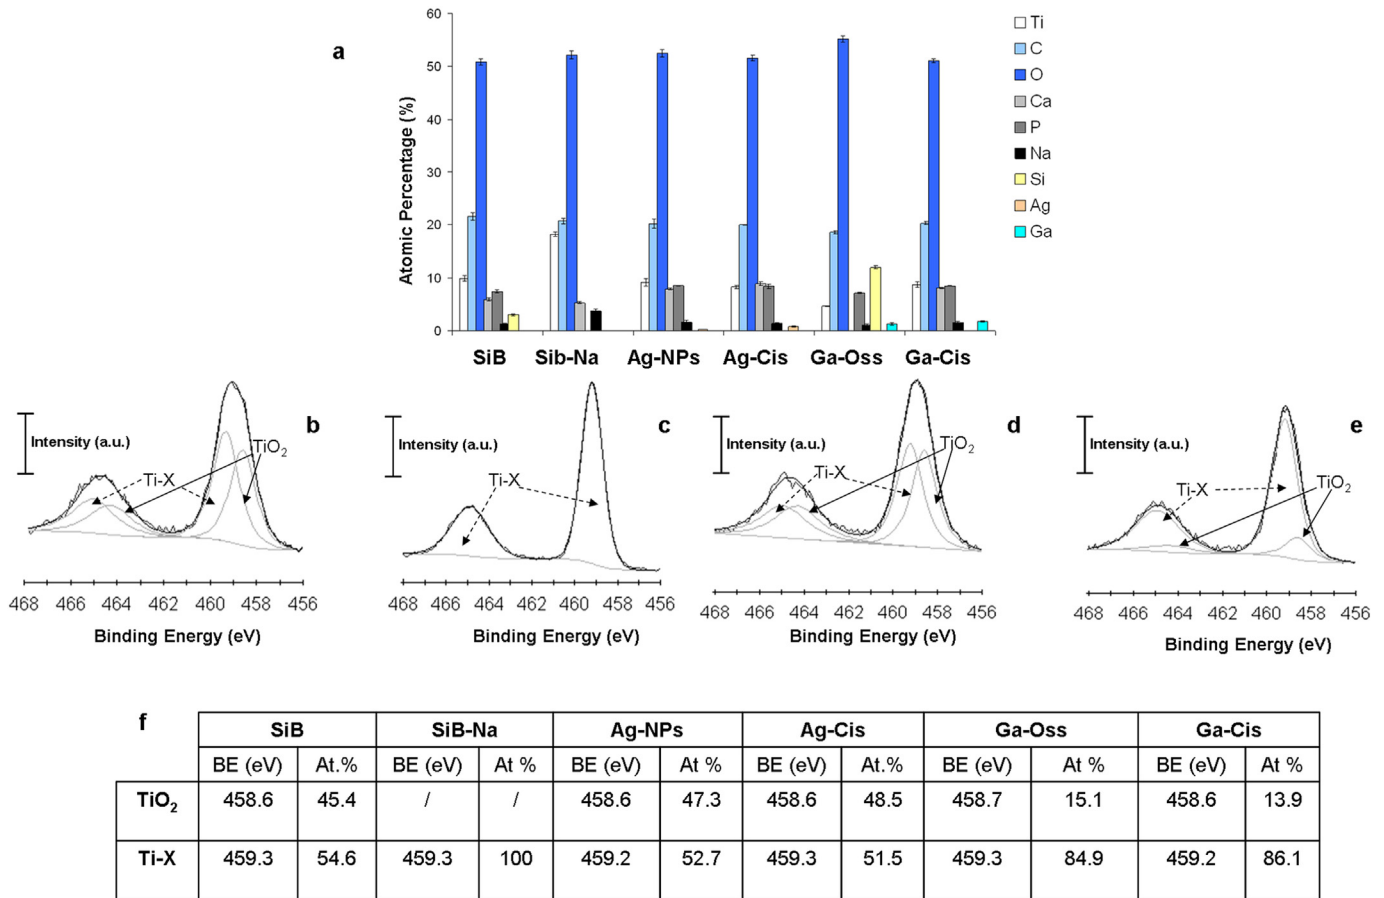 a
Atomic Percentage (%)
60
50
40
30
20
10
0
SiB Sib-Na Ag-NPs Ag-Cis Ga-Oss Ga-Cis
Ti
C
O
Ca
P
Na
Si
Ag
Ga
b
Intensity (a.u.)
Ti-X
TiO2
468 466 464 462 460 458 456
Binding Energy (eV)
c
Intensity (a.u.)
Ti-X
468 466 464 462 460 458 456
Binding Energy (eV)
d
Intensity (a.u.)
Ti-X
TiO2
468 466 464 462 460 458 456
Binding Energy (eV)
e
Intensity (a.u.)
Ti-X
TiO2
468 466 464 462 460 458 456
Binding Energy (eV)
f
SiB SiB-Na Ag-NPs Ag-Cis Ga-Oss Ga-Cis
BE (eV) At.% BE (eV) At % BE (eV) At % BE (eV) At.% BE (eV) At % BE (eV) At %
TiO2 458.6 45.4 / / 458.6 47.3 458.6 48.5 458.7 15.1 458.6 13.9
Ti-X 459.3 54.6 459.3 100 459.2 52.7 459.3 51.5 459.3 84.9 459.2 86.1